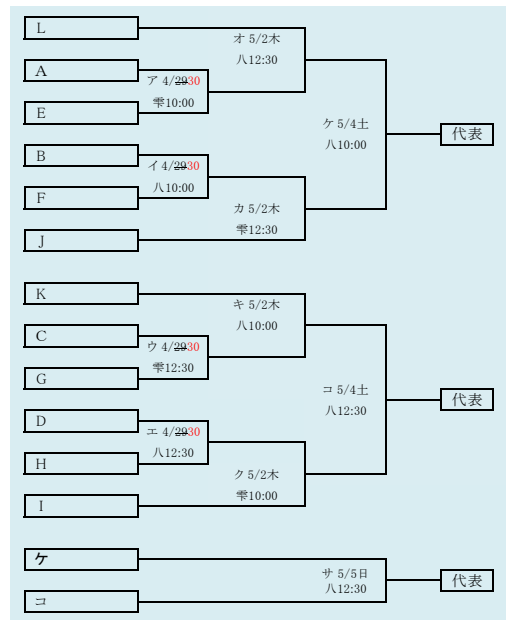 L
オ 5/2木
八12:30
A
ア 4/2930
雫10:00
E
ケ 5/4土
八10:00
代表
B
イ 4/2930
八10:00
F
カ 5/2木
雫12:30
J
K
キ 5/2木
八10:00
C
ウ 4/2930
雫12:30
G
コ 5/4土
八12:30
代表
D
エ 4/2930
八12:30
H
ク 5/2木
雫10:00
I
ケ
サ 5/5日
八12:30
代表
コ